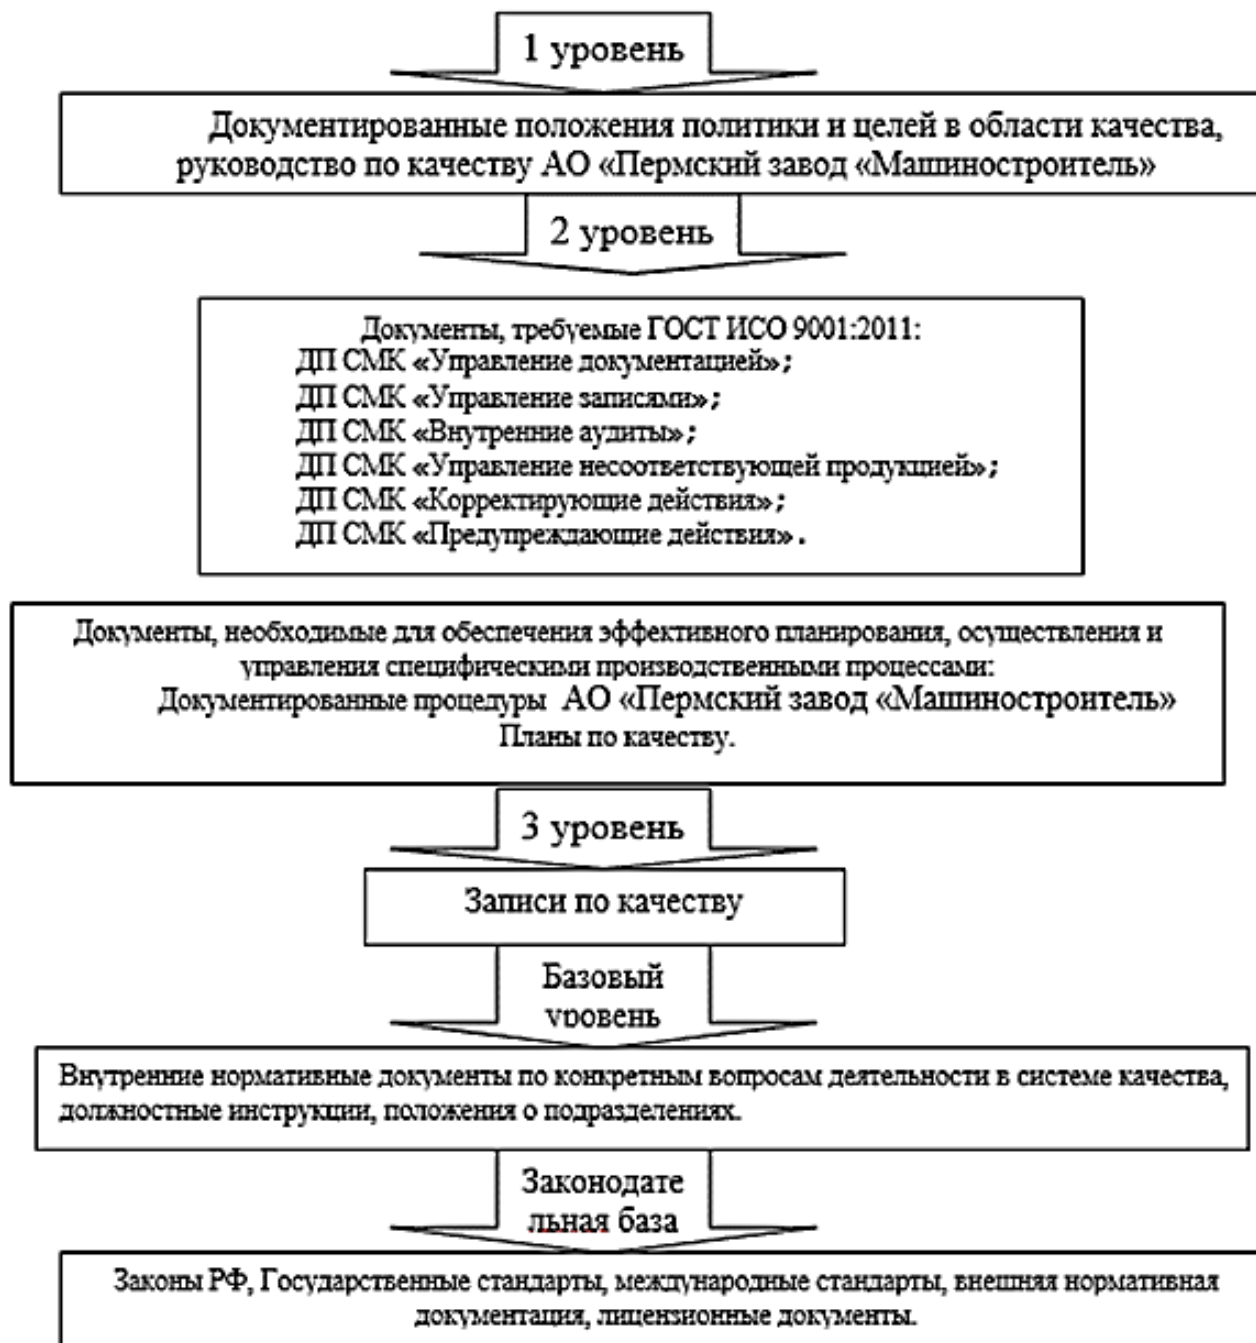 1 уровень
Документированные положения политики и целей в области качества,
руководство по качеству АО «Пермский завод «Машиностроитель»
2 уровень
Документы, требуемые ГОСТ ИСО 9001:2011:
ДП СМК «Управление документацией»;
ДП СМК «Управление записями»;
ДП СМК «Внутренние аудиты»;
ДП СМК «Управление несоответствующей продукцией»;
ДП СМК «Корректирующие действия»;
ДП СМК «Предупреждающие действия».
Документы, необходимые для обеспечения эффективного планирования, осуществления и
управления специфическими производственными процессами:
Документированные процедуры АО «Пермский завод «Машиностроитель»
Планы по качеству.
3 уровень
Записи по качеству
Базовый
уровень
Внутренние нормативные документы по конкретным вопросам деятельности в системе качества,
должностные инструкции, положения о подразделениях.
Законодате
льная база
Законы РФ, Государственные стандарты, международные стандарты, внешняя нормативная
документация, лицензионные документы.